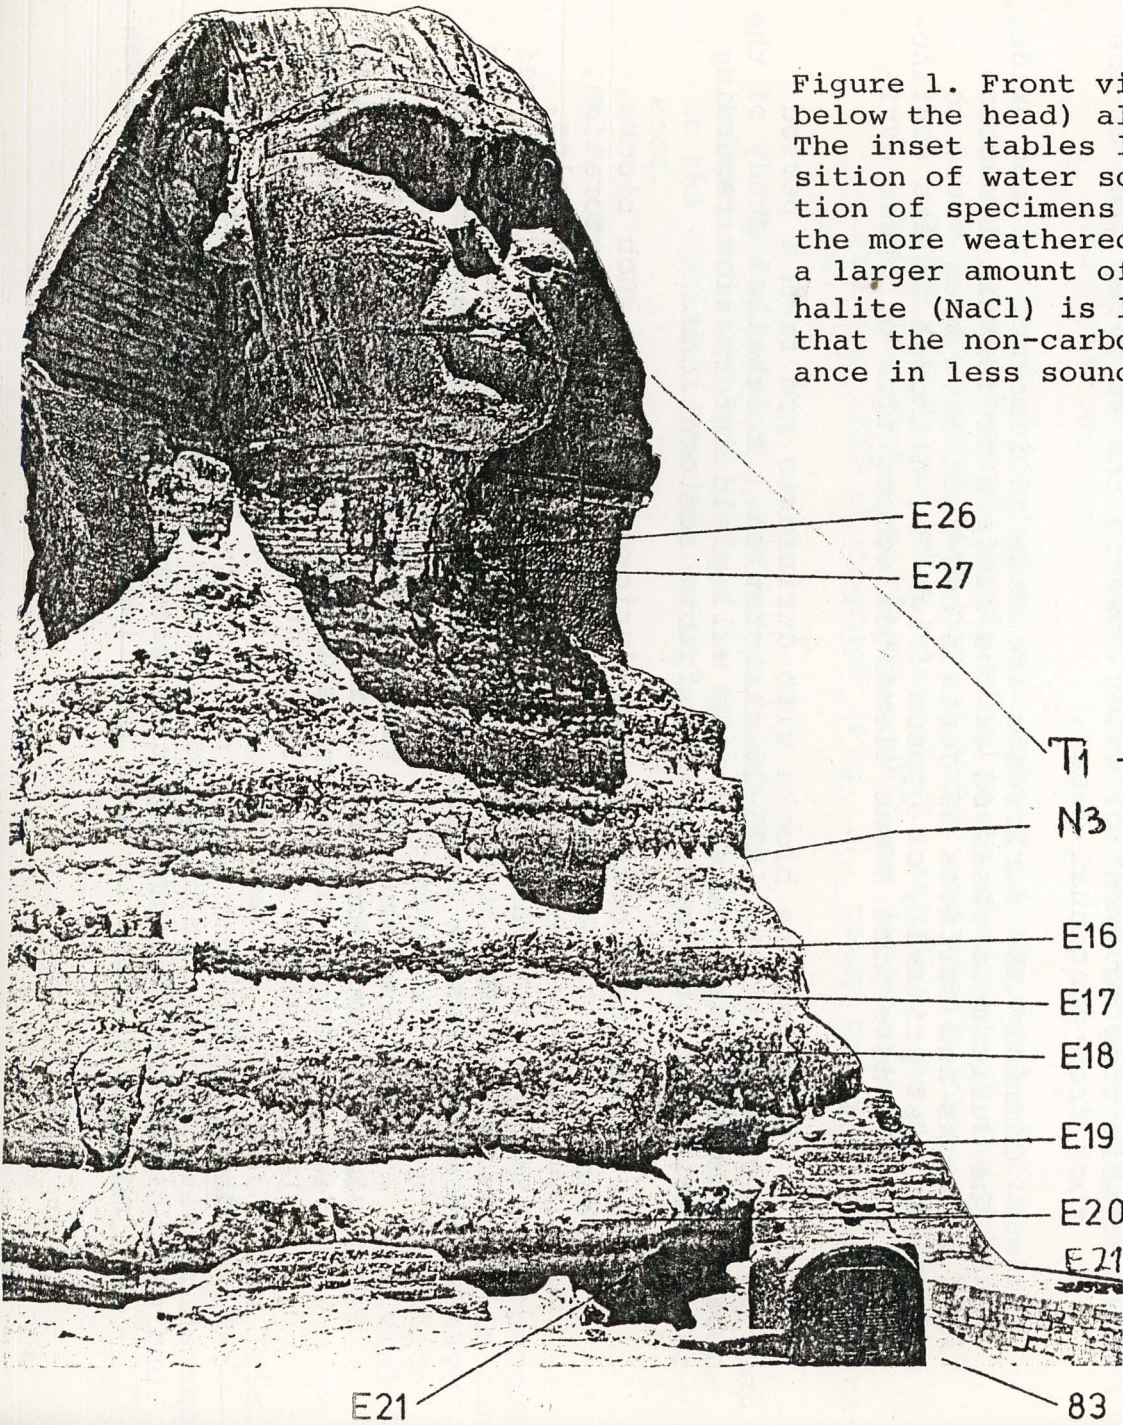 Figure 1. Front vi
below the head) al
The inset tables l
sition of water so
tion of specimens
the more weathered
a larger amount of
halite (NaCl) is l
that the non-carbo
ance in less soun
E26
E27
T1 -
N3
E16
E17
E18
E19
E20
E21
E21
83